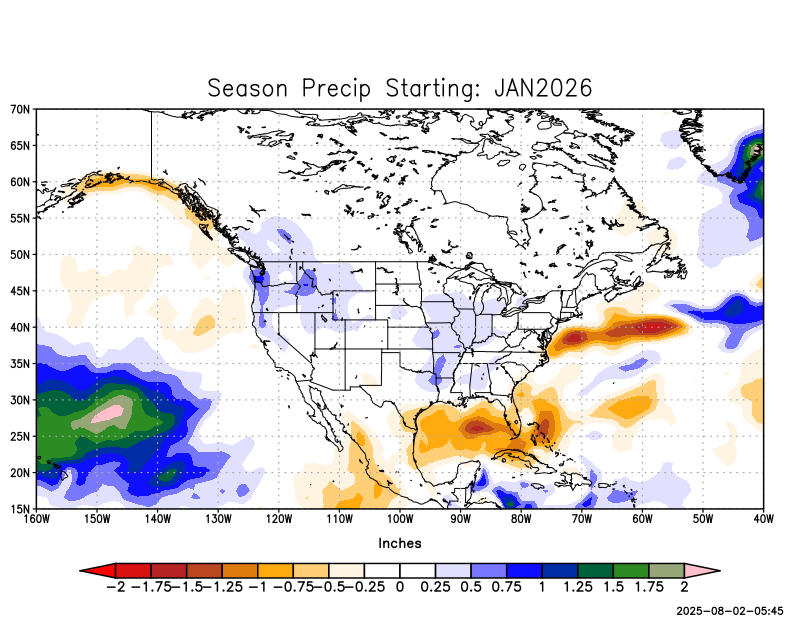 Season Precip Starting: JAN2026
70N
65N
60N
55N
50N
45N
40N
35N
30N
25N
20N
15N
160W 150W 140W 130W 120W 110W 100W 90W 80W 70W 60W 50W 40W
Inches
-2 -1.75 -1.5 -1.25 -1 -0.75 -0.5 -0.25 0 0.25 0.5 0.75 1 1.25 1.5 1.75 2
2025-08-02-05:45